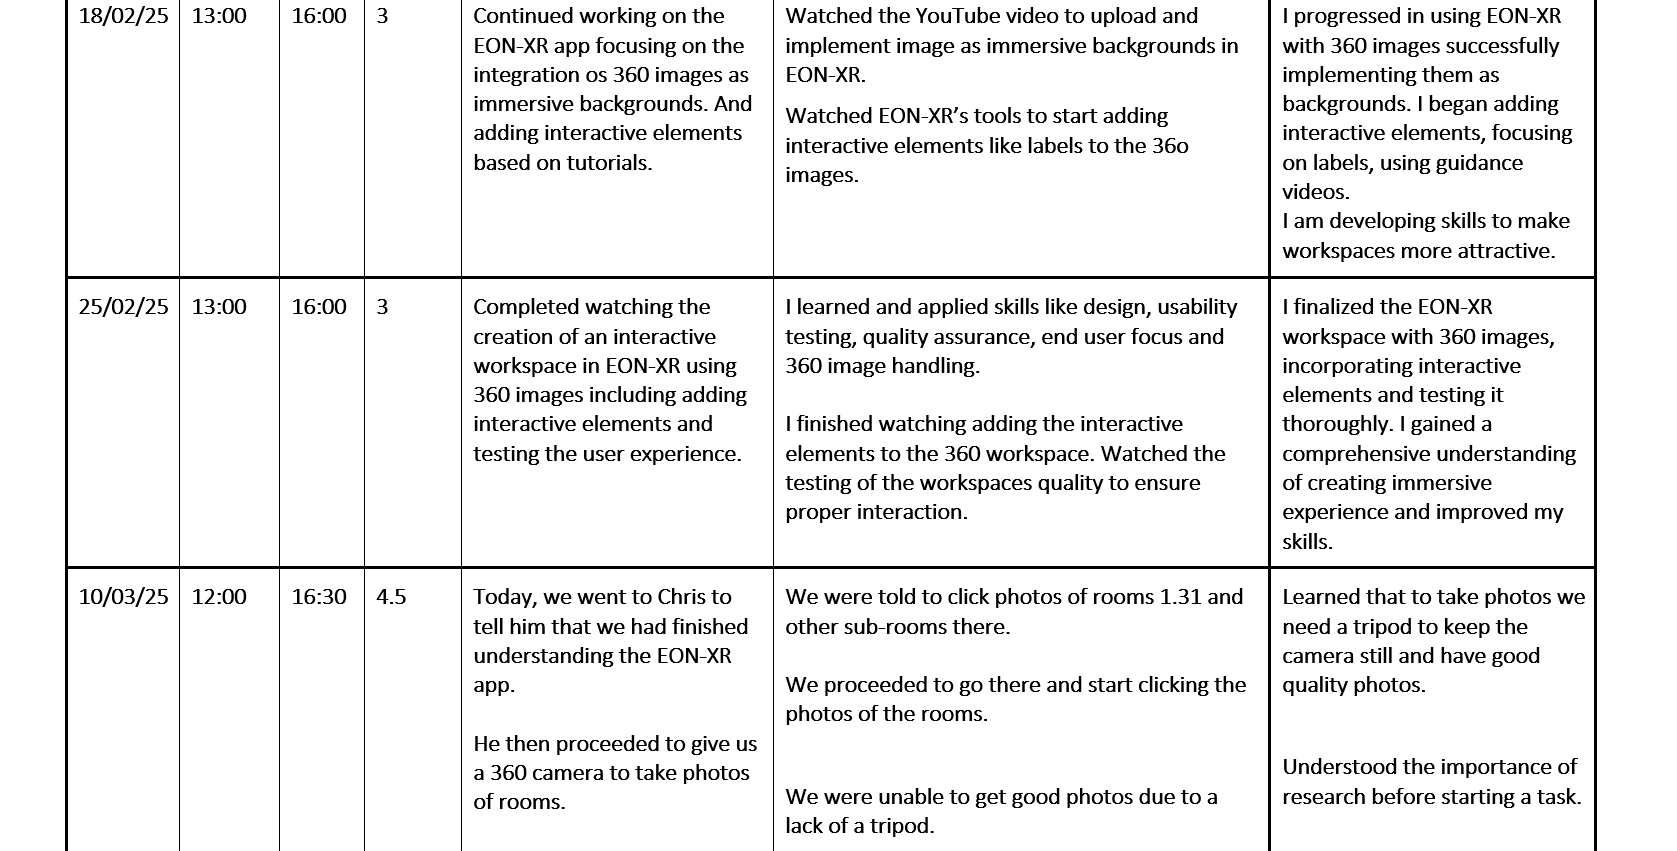 18/02/25
13:00
16:00
3
Continued working on the
EON-XR app focusing on the
integration os 360 images as
immersive backgrounds. And
adding interactive elements
based on tutorials.
Watched the YouTube video to upload and
implement image as immersive backgrounds in
EON-XR.
Watched EON-XR’s tools to start adding
interactive elements like labels to the 36o
images.
I progressed in using EON-XR
with 360 images successfully
implementing them as
backgrounds. I began adding
interactive elements, focusing
on labels, using guidance
videos.
I am developing skills to make
workspaces more attractive.
25/02/25
13:00
16:00
3
Completed watching the
creation of an interactive
workspace in EON-XR using
360 images including adding
interactive elements and
testing the user experience.
I learned and applied skills like design, usability
testing, quality assurance, end user focus and
360 image handling.
I finished watching adding the interactive
elements to the 360 workspace. Watched the
testing of the workspaces quality to ensure
proper interaction.
I finalized the EON-XR
workspace with 360 images,
incorporating interactive
elements and testing it
thoroughly. I gained a
comprehensive understanding
of creating immersive
experience and improved my
skills.
10/03/25
12:00
16:30
4.5
Today, we went to Chris to
tell him that we had finished
understanding the EON-XR
app.
He then proceeded to give us
a 360 camera to take photos
of rooms.
We were told to click photos of rooms 1.31 and
other sub-rooms there.
We proceeded to go there and start clicking the
photos of the rooms.
We were unable to get good photos due to a
lack of a tripod.
Learned that to take photos we
need a tripod to keep the
camera still and have good
quality photos.
Understood the importance of
research before starting a task.